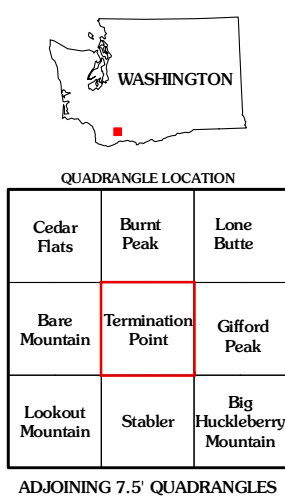 WASHINGTON
QUADRANGLE LOCATION
Cedar
Flats
Burnt
Peak
Lone
Butte
Bare
Mountain
Termination
Point
Gifford
Peak
Lookout
Mountain
Stabler
Big
Huckleberry
Mountain
ADJOINING 7.5' QUADRANGLES